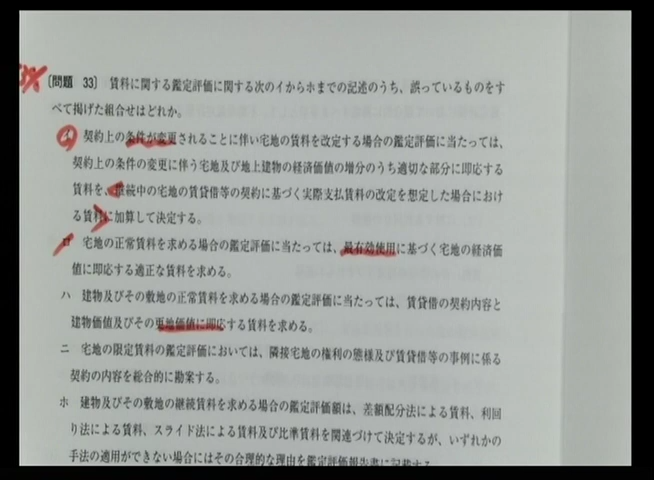 〔問題 33〕 賃料に関する鑑定評価に関する次のイからホまでの記述のうち、誤っているものをす
べて掲げた組合せはどれか。
イ 契約上の条件が変更されることに伴い宅地の賃料を改定する場合の鑑定評価に当たっては、
契約上の条件の変更に伴う宅地及び地上建物の経済価値の増分のうち適切な部分に即応する
賃料を、継続中の宅地の賃貸借等の契約に基づく実際支払賃料の改定を想定した場合におけ
る賃料に加算して決定する。
ロ 宅地の正常賃料を求める場合の鑑定評価に当たっては、最有効使用に基づく宅地の経済価
値に即応する適正な賃料を求める。
ハ 建物及びその敷地の正常賃料を求める場合の鑑定評価に当たっては、賃貸借の契約内容と
建物価値及びその更地価値に即応する賃料を求める。
ニ 宅地の限定賃料の鑑定評価においては、隣接宅地の権利の態様及び賃貸借等の事例に係る
契約の内容を総合的に勘案する。
ホ 建物及びその敷地の継続賃料を求める場合の鑑定評価額は、差額配分法による賃料、利回
り法による賃料、スライド法による賃料及び比準賃料を関連づけて決定するが、いずれかの
手法の適用ができない場合にはその合理的な理由を鑑定評価報告書に記載する